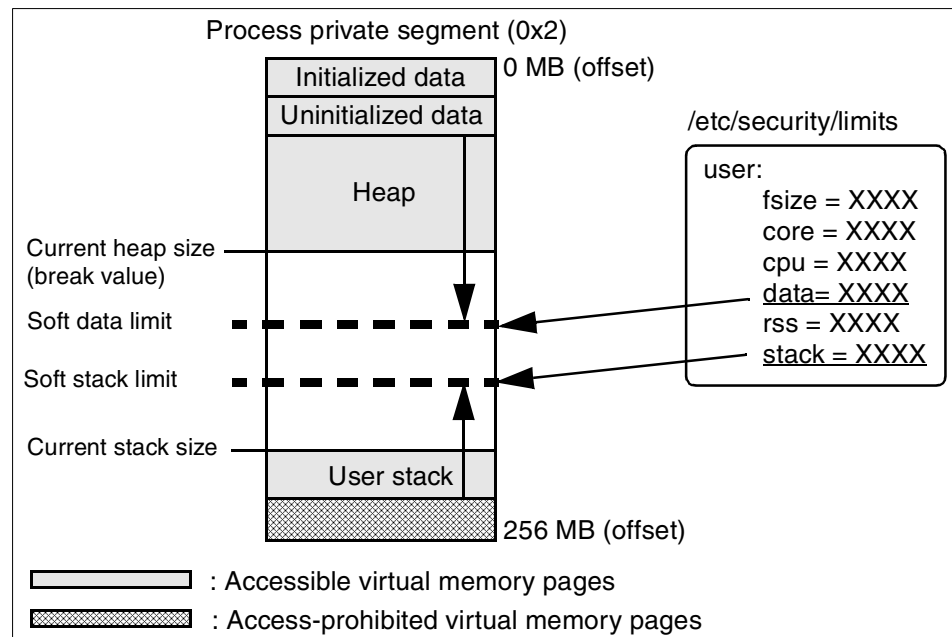 Process private segment (0x2)
0 MB (offset)
Initialized data
Uninitialized data
Heap
Current heap size
(break value)
Soft data limit
Soft stack limit
Current stack size
User stack
256 MB (offset)
/etc/security/limits
user:
fsize = XXXX
core = XXXX
cpu = XXXX
data= XXXX
rss = XXXX
stack = XXXX
: Accessible virtual memory pages
: Access-prohibited virtual memory pages